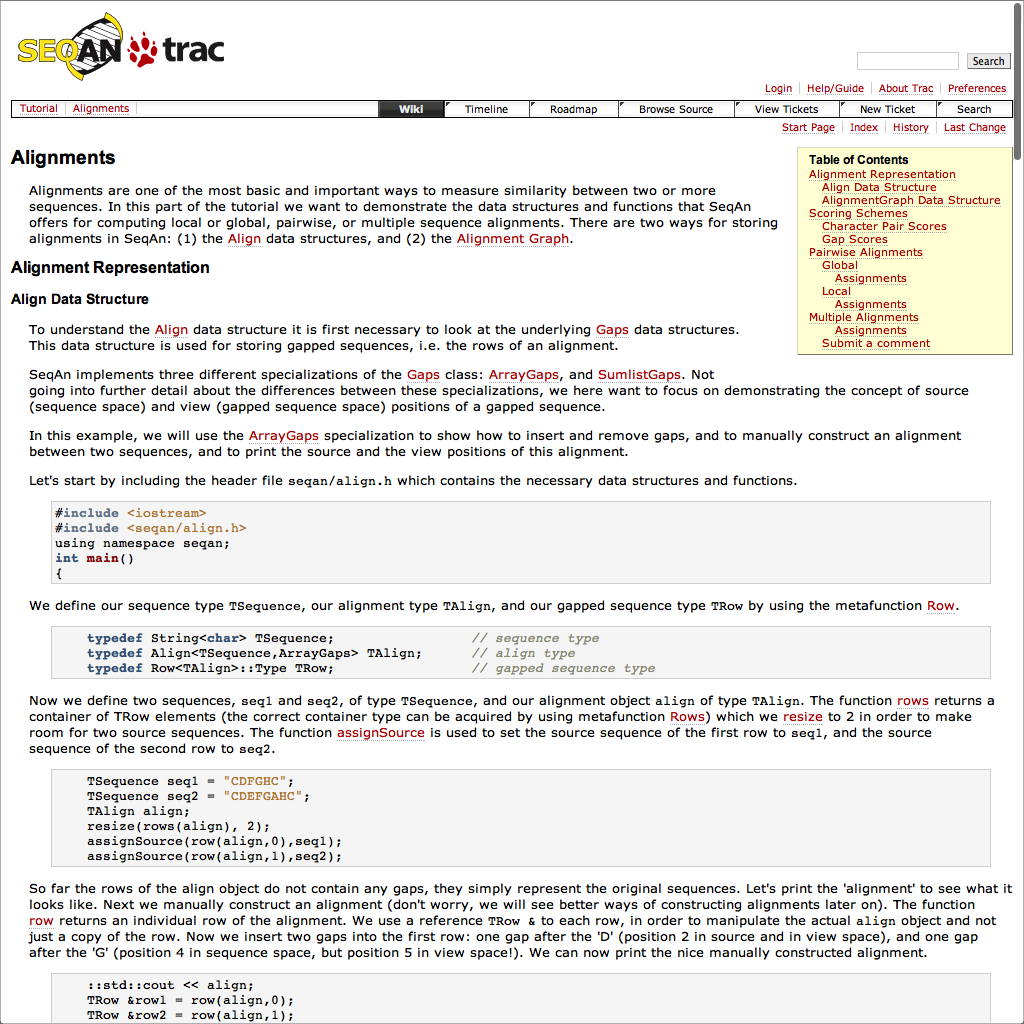 SEQAN trac
Search
Login Help/Guide About Trac Preferences
Tutorial Alignments Wiki Timeline Roadmap Browse Source View Tickets New Ticket Search
Start Page Index History Last Change
Alignments
Alignments are one of the most basic and important ways to measure similarity between two or more
sequences. In this part of the tutorial we want to demonstrate the data structures and functions that SeqAn
offers for computing local or global, pairwise, or multiple sequence alignments. There are two ways for storing
alignments in SeqAn: (1) the Align data structures, and (2) the Alignment Graph.
Table of Contents
Alignment Representation
Align Data Structure
AlignmentGraph Data Structure
Scoring Schemes
Character Pair Scores
Gap Scores
Pairwise Alignments
Global
Assignments
Local
Assignments
Multiple Alignments
Assignments
Submit a comment
Alignment Representation
Align Data Structure
To understand the Align data structure it is first necessary to look at the underlying Gaps data structures.
This data structure is used for storing gapped sequences, i.e. the rows of an alignment.
SeqAn implements three different specializations of the Gaps class: ArrayGaps, and SumlistGaps. Not
going into further detail about the differences between these specializations, we here want to focus on demonstrating the concept of source
(sequence space) and view (gapped sequence space) positions of a gapped sequence.
In this example, we will use the ArrayGaps specialization to show how to insert and remove gaps, and to manually construct an alignment
between two sequences, and to print the source and the view positions of this alignment.
Let's start by including the header file seqan/align.h which contains the necessary data structures and functions.
#include <iostream>
#include <seqan/align.h>
using namespace seqan;
int main()
{
We define our sequence type TSequence, our alignment type TAlign, and our gapped sequence type TRow by using the metafunction Row.
typedef String<char> TSequence; // sequence type
typedef Align<TSequence,ArrayGaps> TAlign; // align type
typedef Row<TAlign>::Type TRow; // gapped sequence type
Now we define two sequences, seq1 and seq2, of type TSequence, and our alignment object align of type TAlign. The function rows returns a
container of TRow elements (the correct container type can be acquired by using metafunction Rows) which we resize to 2 in order to make
room for two source sequences. The function assignSource is used to set the source sequence of the first row to seq1, and the source
sequence of the second row to seq2.
TSequence seq1 = "CDFGHC";
TSequence seq2 = "CDEFGAHC";
TAlign align;
resize(rows(align), 2);
assignSource(row(align,0),seq1);
assignSource(row(align,1),seq2);
So far the rows of the align object do not contain any gaps, they simply represent the original sequences. Let's print the 'alignment' to see what it
looks like. Next we manually construct an alignment (don't worry, we will see better ways of constructing alignments later on). The function
row returns an individual row of the alignment. We use a reference TRow & to each row, in order to manipulate the actual align object and not
just a copy of the row. Now we insert two gaps into the first row: one gap after the 'D' (position 2 in source and in view space), and one gap
after the 'G' (position 4 in sequence space, but position 5 in view space!). We can now print the nice manually constructed alignment.
::std::cout << align;
TRow &row1 = row(align,0);
TRow &row2 = row(align,1);